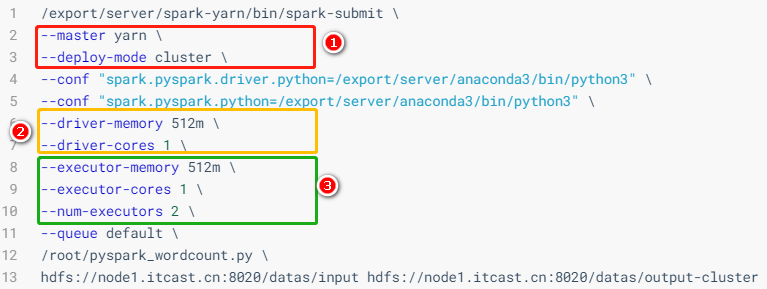 1 /export/server/spark-yarn/bin/spark-submit \
2 --master yarn \
1
3 --deploy-mode cluster \
4 --conf "spark.pyspark.driver.python=/export/server/anaconda3/bin/python3" \
5 --conf "spark.pyspark.python=/export/server/anaconda3/bin/python3" \
6 --driver-memory 512m \
2
7 --driver-cores 1 \
8 --executor-memory 512m \
9 --executor-cores 1 \
3
10 --num-executors 2 \
11 --queue default \
12 /root/pyspark_wordcount.py \
13 hdfs://node1.itcast.cn:8020/datas/input hdfs://node1.itcast.cn:8020/datas/output-cluster